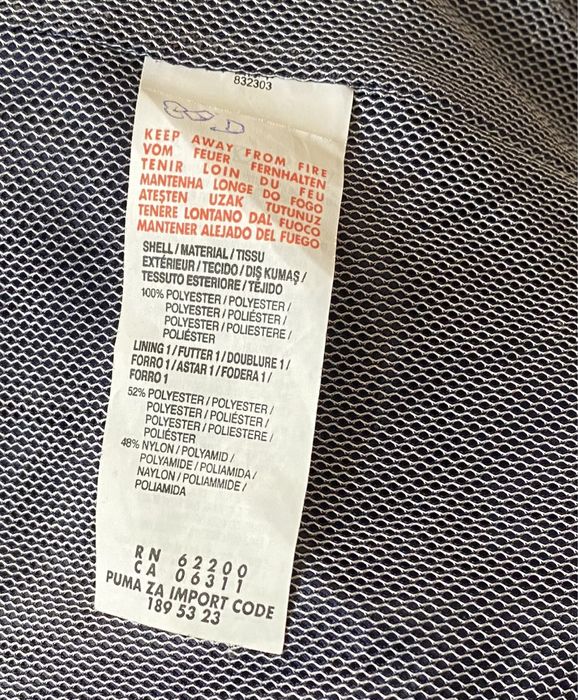 832303
KEEP AWAY FROM FIRE
VOM FEUER FERNHALTEN
TENIR LOIN DU FEU
MANTENHA LONGE DO FOGO
ATEŞTEN UZAK TUTUNUZ
TENERE LONTANO DAL FUOCO
MANTENER ALEJADO DEL FUEGO
SHELL / MATERIAL / TISSU
EXTÉRIEUR / TECIDO / DIŞ KUMAŞ /
TESSUTO ESTERIORE / TÉJIDO
100% POLYESTER / POLYESTER /
POLYESTER / POLIÉSTER /
POLYESTER / POLIESTERE /
POLIÉSTER
LINING 1 / FUTTER 1 / DOUBLURE 1 /
FORRO 1 / ASTAR 1 / FODERA 1 /
FORRO 1
52% POLYESTER / POLYESTER /
POLYESTER / POLIÉSTER /
POLYESTER / POLIESTERE /
POLIÉSTER
48% NYLON / POLYAMID /
POLYAMIDE / POLIAMIDA /
NAYLON / POLIAMMIDE /
POLIAMIDA
RN 62200
CA 06311
PUMA ZA IMPORT CODE
189 53 23